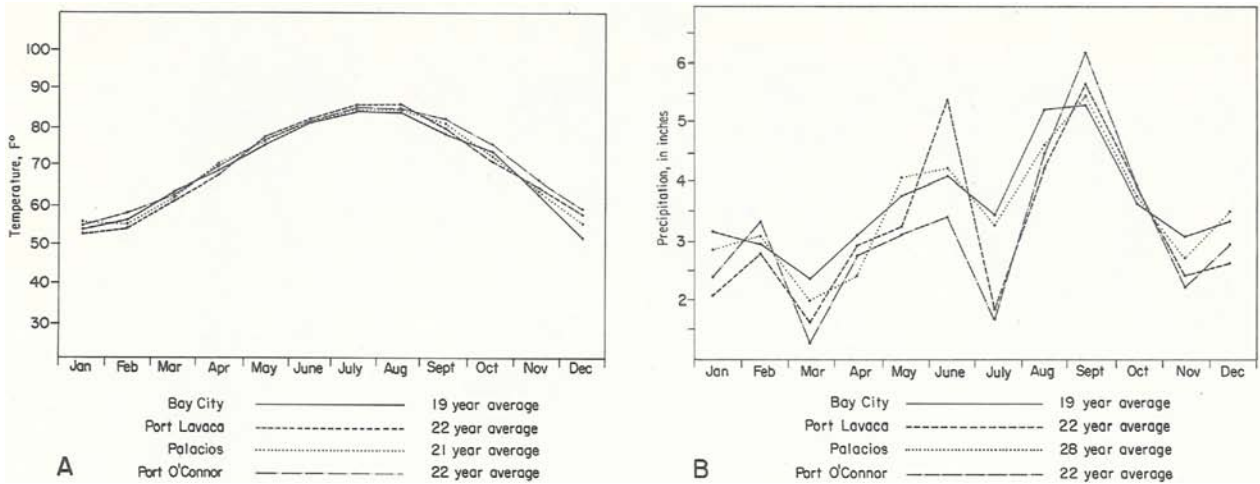 100
90
80
70
60
50
40
30
Temperature, F°
Jan Feb Mar Apr May June July Aug Sept Oct Nov Dec
Bay City 19 year average
Port Lavaca 22 year average
Palacios 21 year average
Port O'Connor 22 year average
A
6
5
4
3
2
Precipitation, in inches
Jan Feb Mar Apr May June July Aug Sept Oct Nov Dec
Bay City 19 year average
Port Lavaca 22 year average
Palacios 28 year average
Port O'Connor 22 year average
B